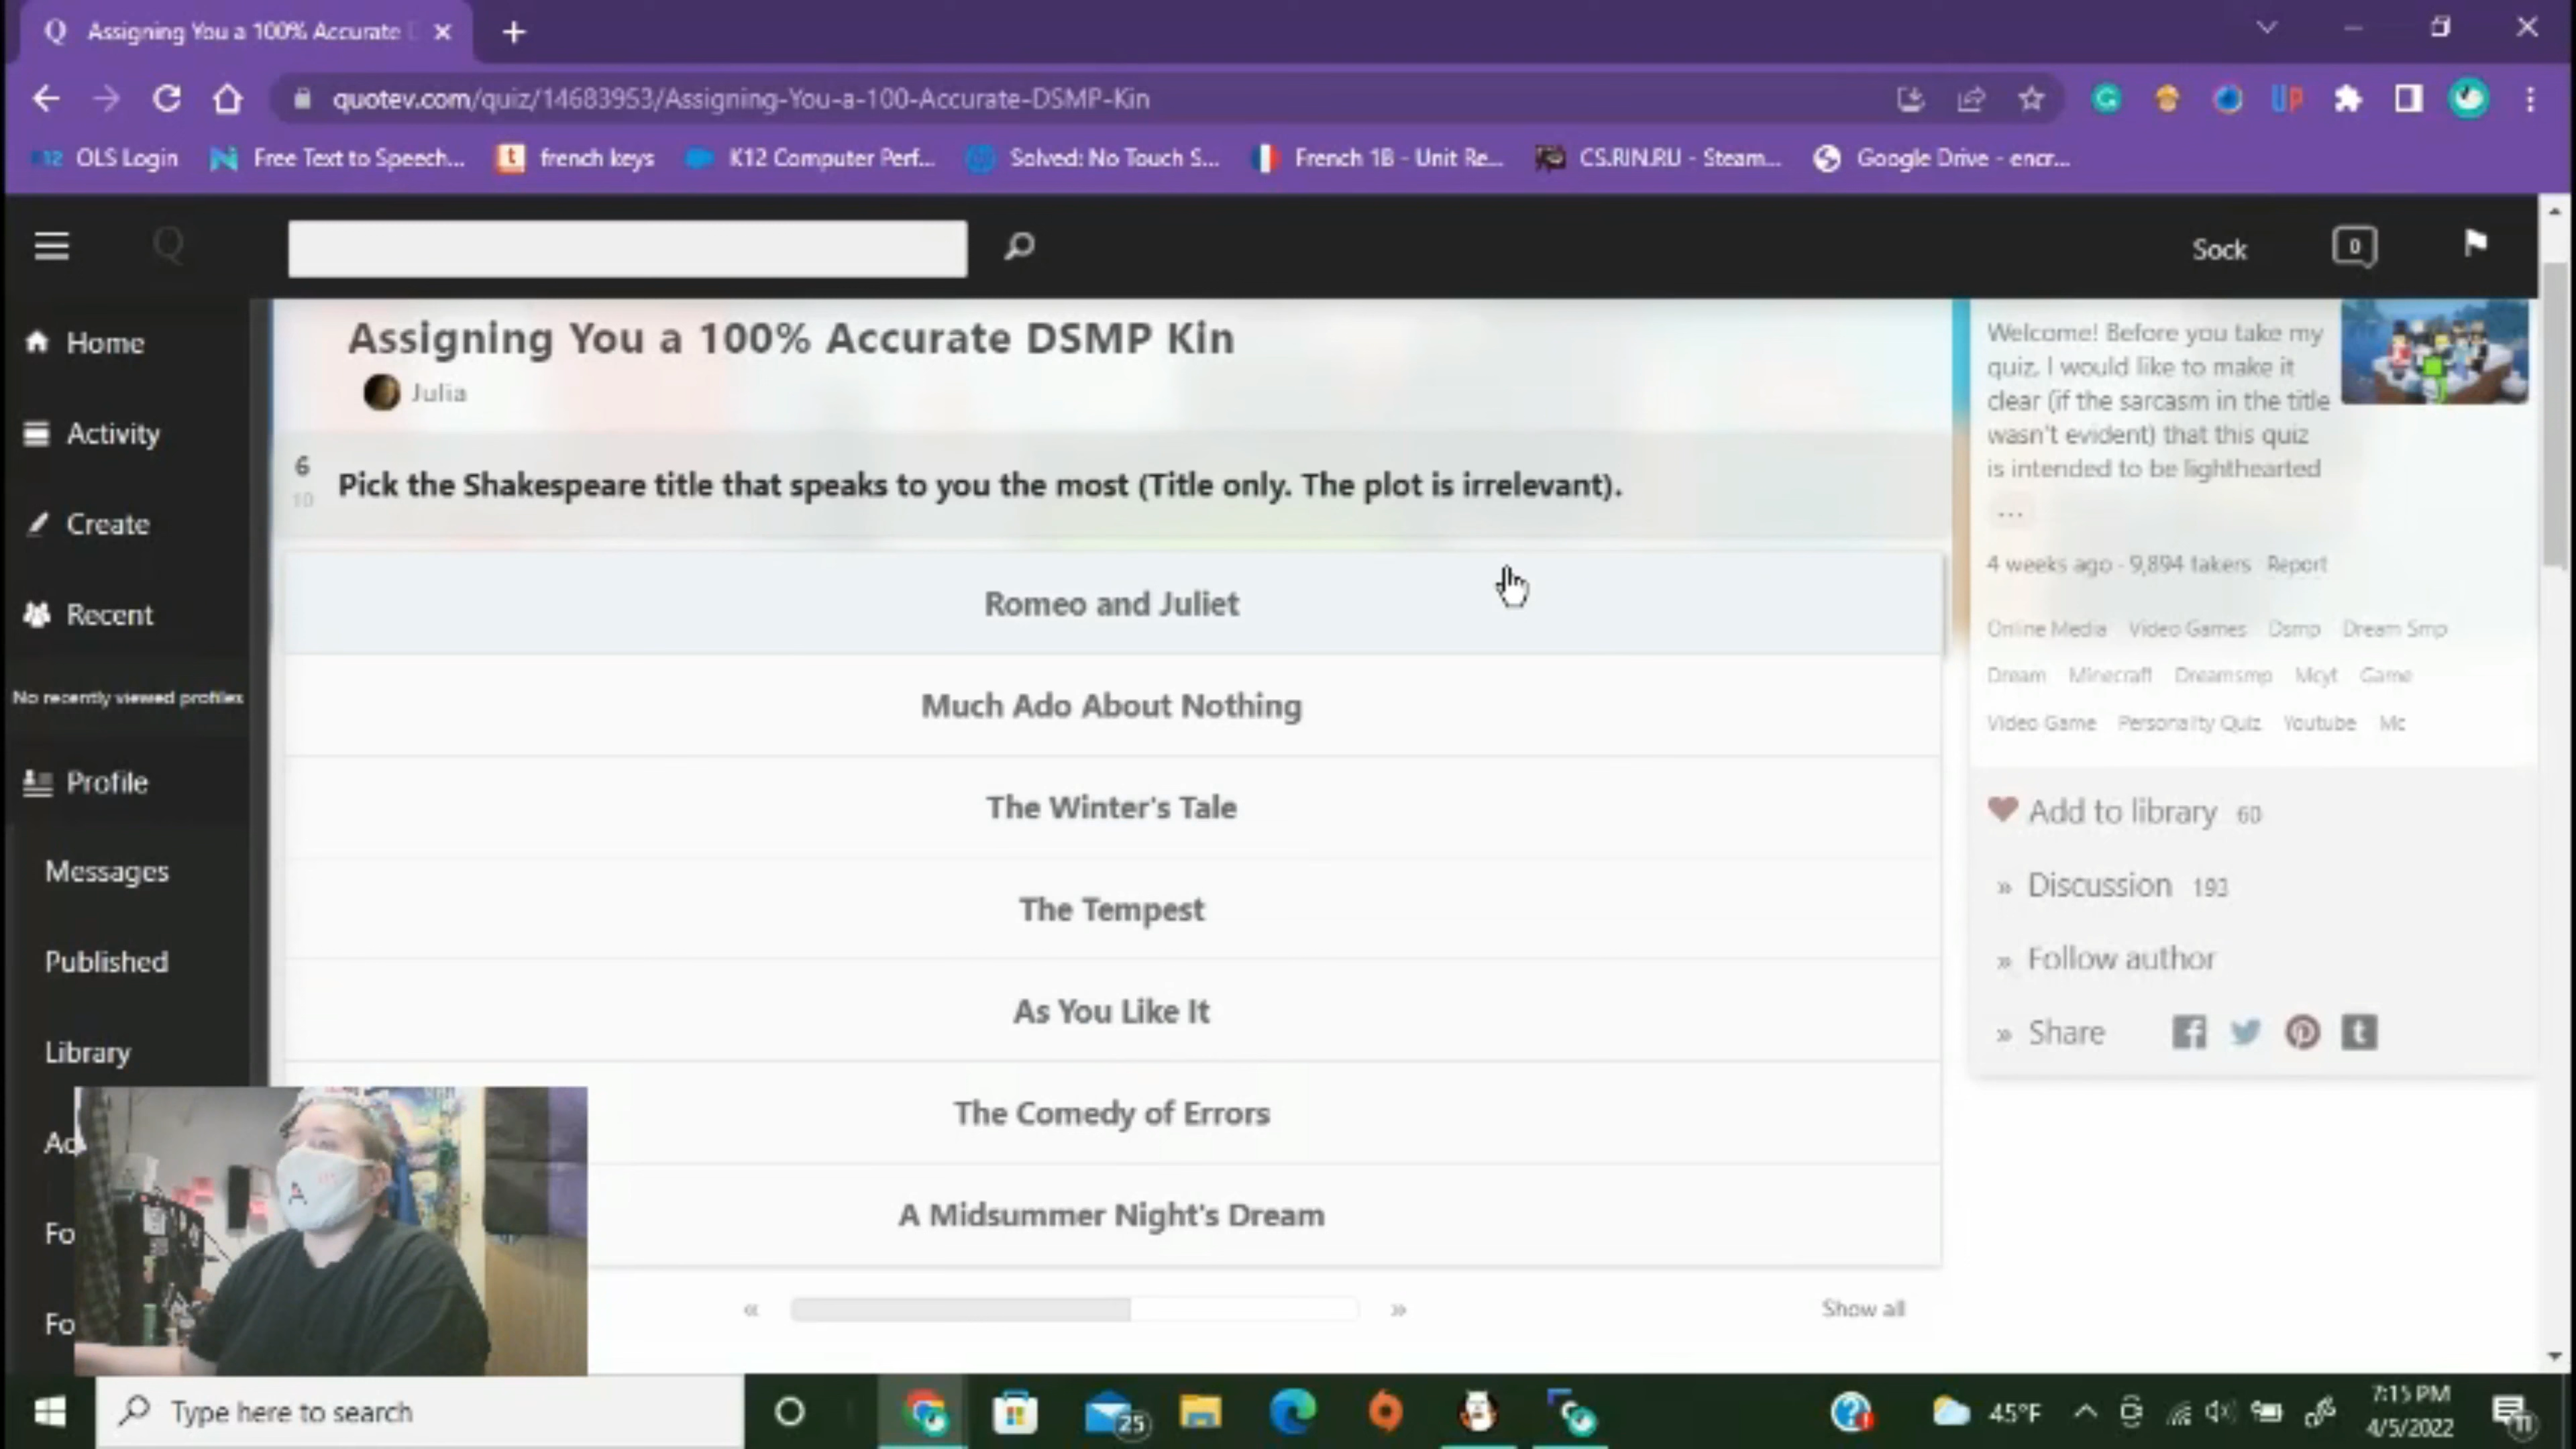 Assigning You a 100% Accurate
quotev.com/quiz/14683953/Assigning-You-a-100-Accurate-DSMP-Kin
UP
K12 OLS Login
Free Text to Speech...
t french keys
K12 Computer Perf...
Solved: No Touch S...
French 1B - Unit Re...
CS.RIN.RU - Steam...
Google Drive - encr...
Q
Sock
0
Home
Activity
Create
Recent
No recently viewed profiles
Profile
Messages
Published
Library
Ad
Fo
Fo
Assigning You a 100% Accurate DSMP Kin
Julia
6
10
Pick the Shakespeare title that speaks to you the most (Title only. The plot is irrelevant).
Romeo and Juliet
Much Ado About Nothing
The Winter's Tale
The Tempest
As You Like It
The Comedy of Errors
A Midsummer Night's Dream
« »
Show all
Welcome! Before you take my
quiz, I would like to make it
clear (if the sarcasm in the title
wasn't evident) that this quiz
is intended to be lighthearted
...
4 weeks ago - 9,894 takers Report
Online Media Video Games Dsmp Dream Smp
Dream Minecraft Dreamsmp Mcyt Game
Video Game Personality Quiz Youtube Mc
Add to library 60
» Discussion 193
» Follow author
» Share
A
Type here to search
25
45°F
7:15 PM
4/5/2022
11